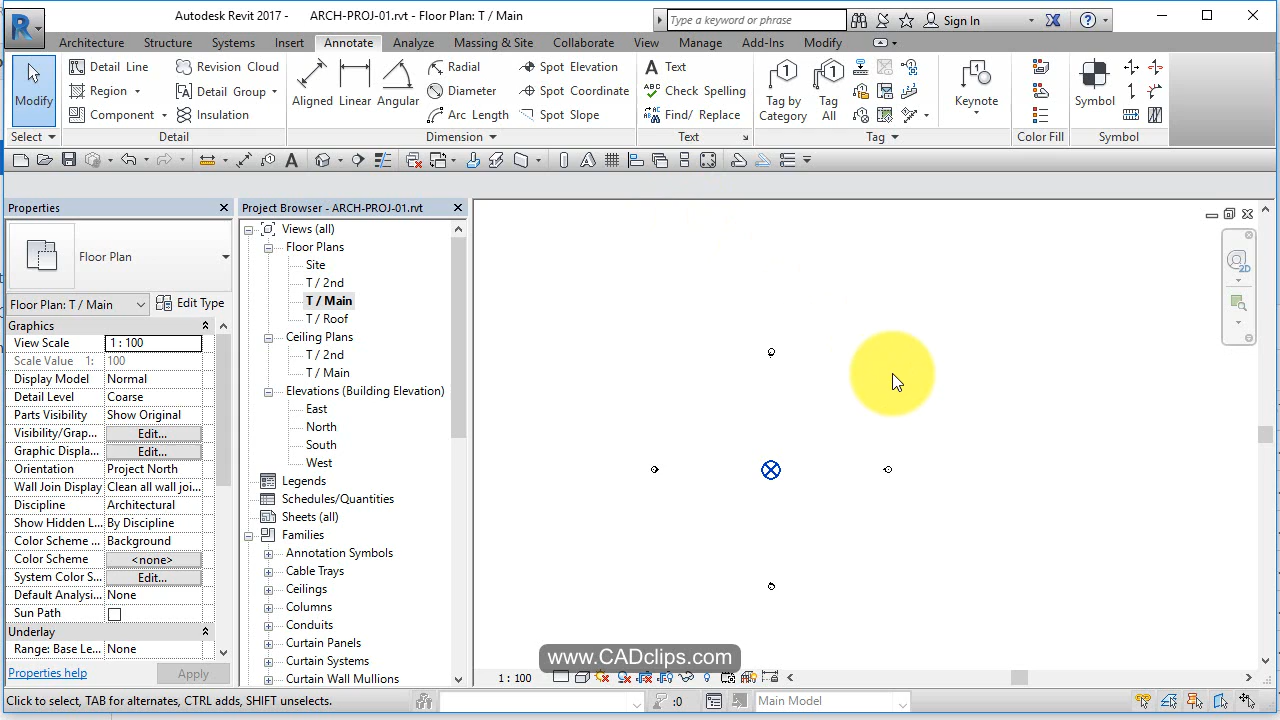 Autodesk Revit 2017 - ARCH-PROJ-01.rvt - Floor Plan: T / Main
Type a keyword or phrase
Sign In
Architecture Structure Systems Insert Annotate Analyze Massing & Site Collaborate View Manage Add-Ins Modify
Modify
Detail Line
Revision Cloud
Region
Detail Group
Component
Insulation
Aligned
Linear
Angular
Radial
Diameter
Arc Length
Spot Elevation
Spot Coordinate
Spot Slope
Text
Check Spelling
Find/ Replace
Tag by
Category
Tag
All
Keynote
Symbol
Select
Detail
Dimension
Text
Tag
Color Fill
Symbol
Properties
Floor Plan
Floor Plan: T / Main
Edit Type
Graphics
View Scale 1 : 100
Scale Value 1: 100
Display Model Normal
Detail Level Coarse
Parts Visibility Show Original
Visibility/Grap... Edit...
Graphic Displa... Edit...
Orientation Project North
Wall Join Display Clean all wall joi...
Discipline Architectural
Show Hidden L... By Discipline
Color Scheme ... Background
Color Scheme <none>
System Color S... Edit...
Default Analysi... None
Sun Path
Underlay
Range: Base Le... None
Properties help
Apply
Project Browser - ARCH-PROJ-01.rvt
Views (all)
Floor Plans
Site
T / 2nd
T / Main
T / Roof
Ceiling Plans
T / 2nd
T / Main
Elevations (Building Elevation)
East
North
South
West
Legends
Schedules/Quantities
Sheets (all)
Families
Annotation Symbols
Cable Trays
Ceilings
Columns
Conduits
Curtain Panels
Curtain Systems
Curtain Wall Mullions
2D
www.CADclips.com
1 : 100
Click to select, TAB for alternates, CTRL adds, SHIFT unselects.
:0
Main Model